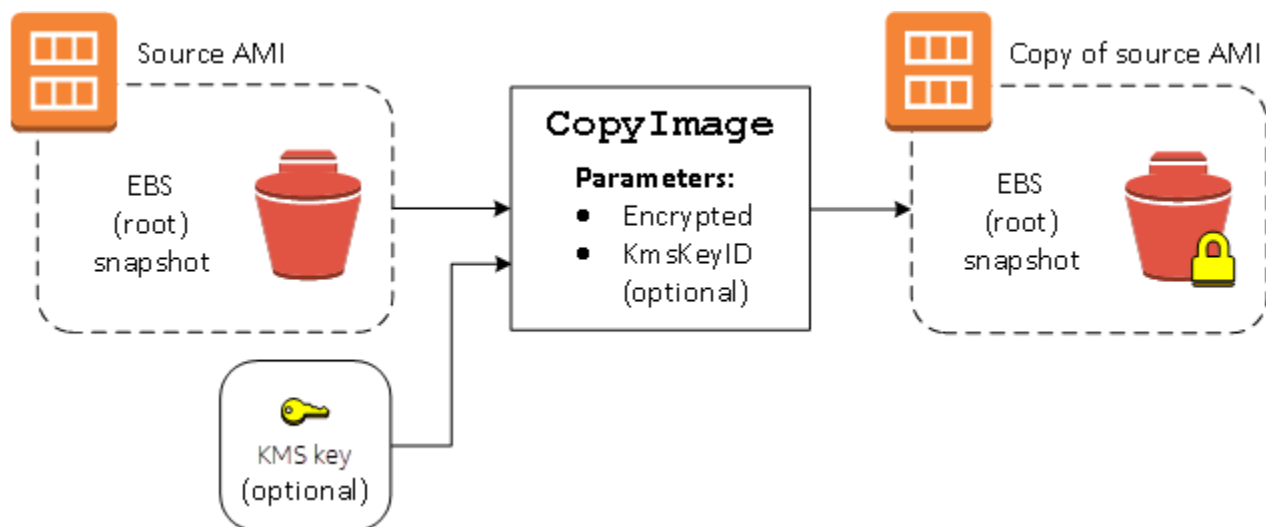 Source AMI
EBS
(root)
snapshot
KMS key
(optional)
CopyImage
Parameters:
● Encrypted
● KmsKeyID
(optional)
Copy of source AMI
EBS
(root)
snapshot